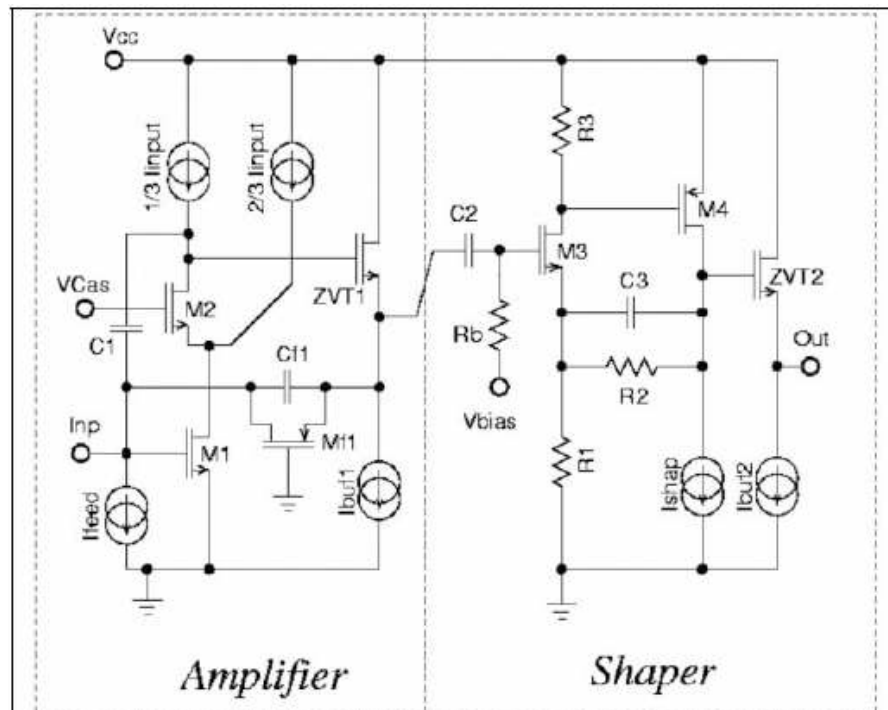 Vcc
1/3 Iinput
2/3 Iinput
R3
M4
C2
M3
ZVT1
VCas
M2
C1
Rb
C3
ZVT2
Cf1
R2
Out
Vbias
Inp
M1
Mf1
R1
Ifeed
Ibuf1
Ishap
Ibuf2
Amplifier
Shaper